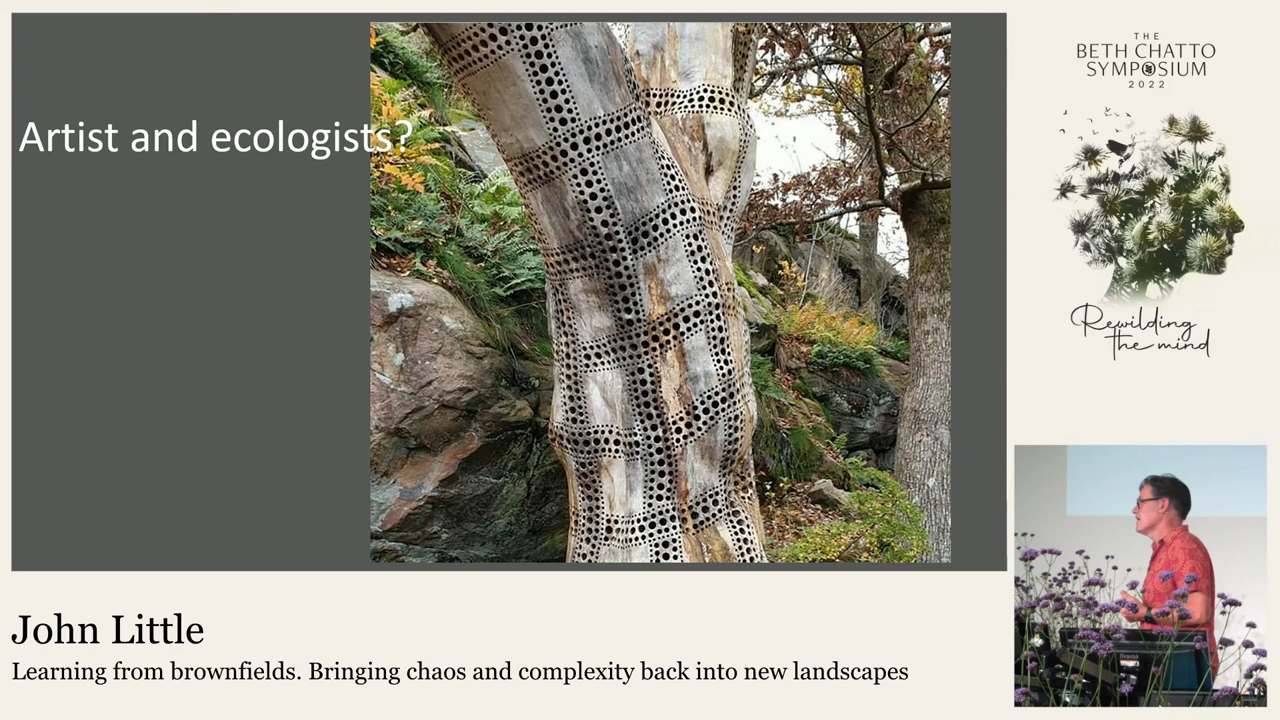 Artist and ecologists?
THE
BETH CHATTO
SYMPOSIUM
2022
Rewilding
the mind
John Little
Learning from brownfields. Bringing chaos and complexity back into new landscapes